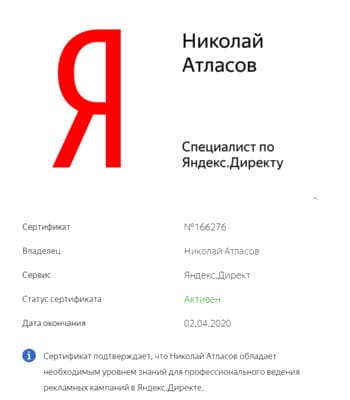 Я
Николай
Атласов
Специалист по
Яндекс.Директу
Сертификат №166276
Владелец Николай Атласов
Сервис Яндекс.Директ
Статус сертификата Активен
Дата окончания 02.04.2020
Сертификат подтверждает, что Николай Атласов обладает
необходимым уровнем знаний для профессионального ведения
рекламных кампаний в Яндекс.Директе.